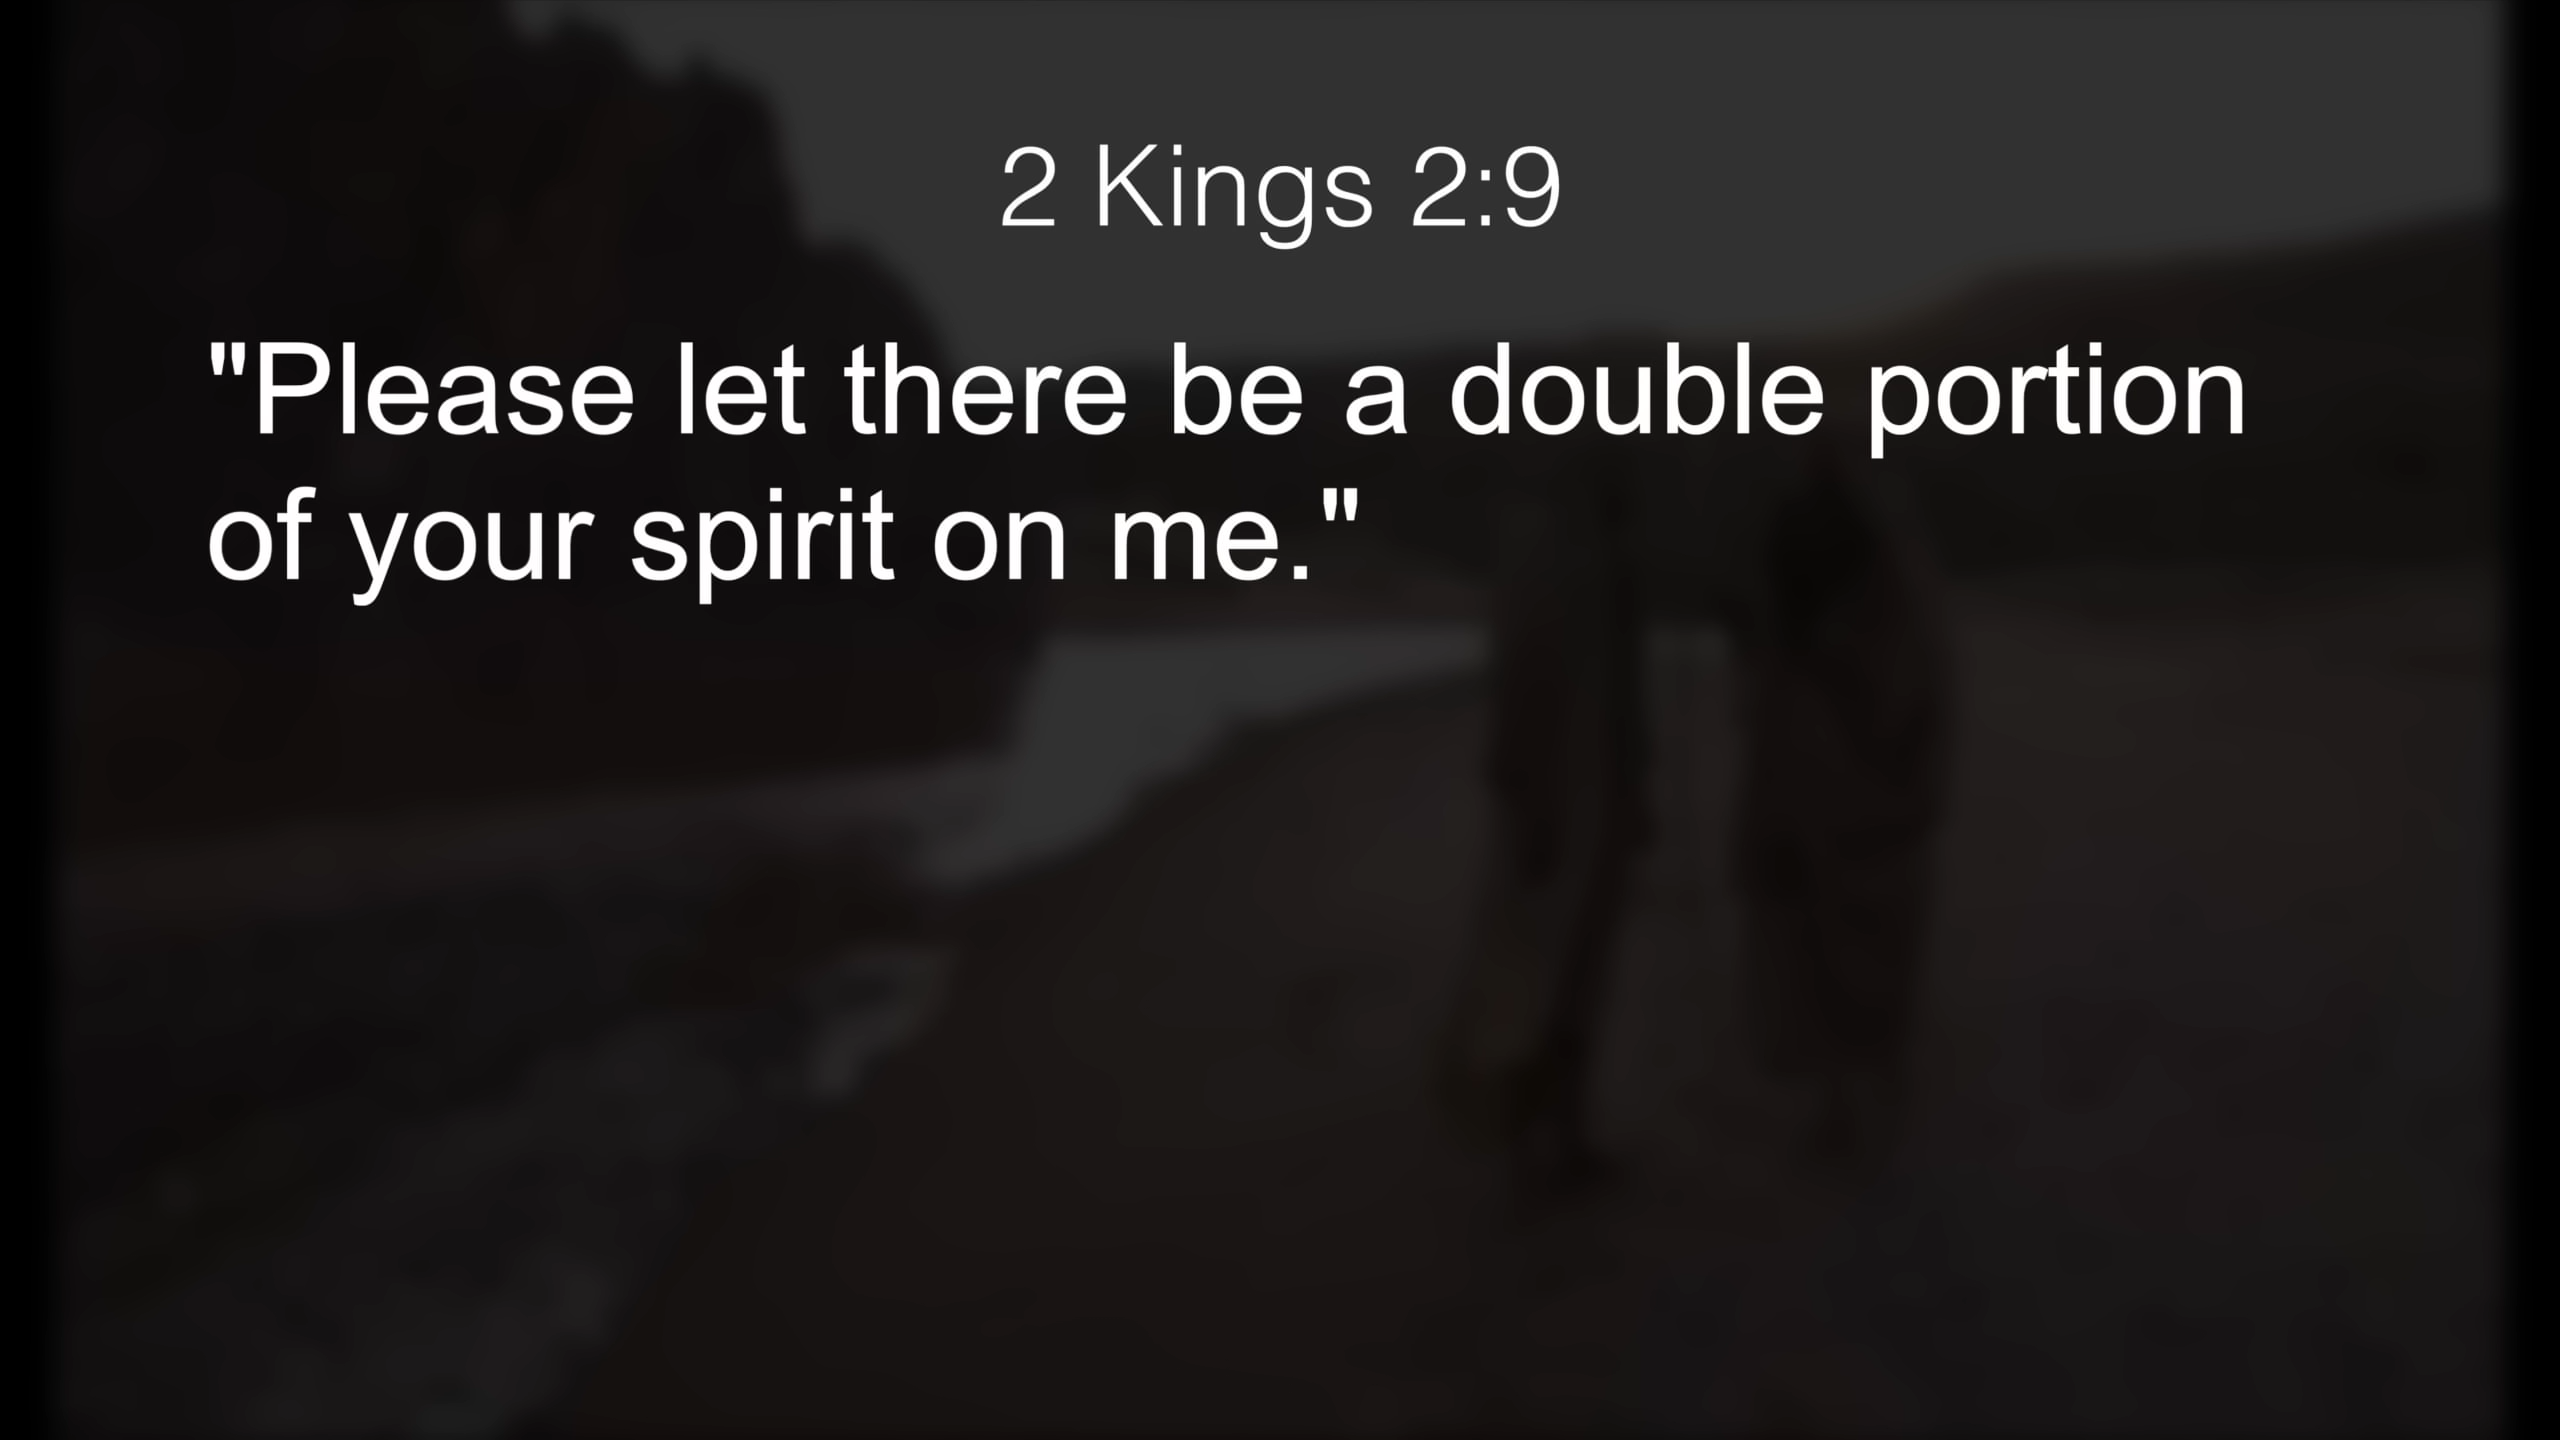 2 Kings 2:9
"Please let there be a double portion
of your spirit on me."